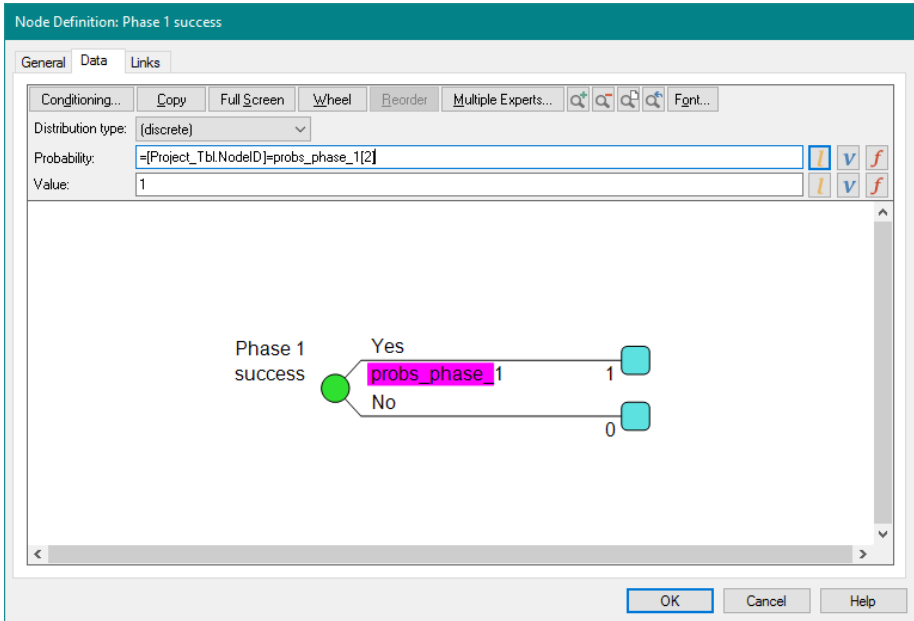 Node Definition: Phase 1 success
General Data Links
Conditioning... Copy Full Screen Wheel Reorder Multiple Experts... Font...
Distribution type: (discrete)
Probability: =[Project_Tbl.NodeID]=probs_phase_1[2] l v f
Value: 1 l v f
Yes
Phase 1
success
probs_phase_1 1
No
0
OK Cancel Help